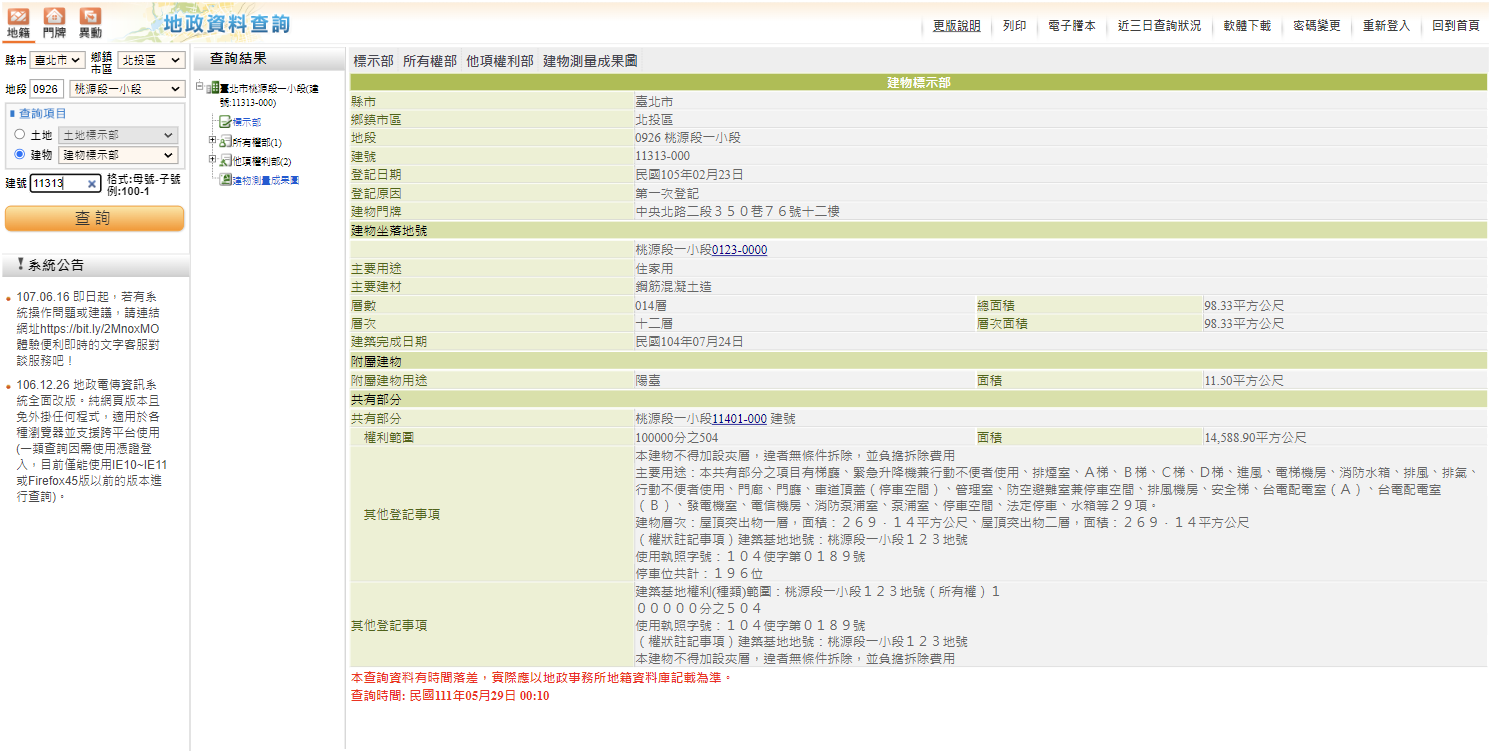 地籍 門牌 異動
地政資料查詢
更版說明 列印 電子謄本 近三日查詢狀況 軟體下載 密碼變更 重新登入 回到首頁
縣市 臺北市 鄉鎮市區 北投區
地段 0926 桃源段一小段
查詢項目
土地 土地標示部
建物 建物標示部
建號 11313 格式:母號-子號
例:100-1
查詢
系統公告
107.06.16 即日起，若有系
統操作問題或建議，請連結
網址https://bit.ly/2MnoxMO
體驗便利即時的文字客服對
談服務吧！
106.12.26 地政電傳資訊系
統全面改版。純網頁版本且
免外掛任何程式，適用於各
種瀏覽器並支援跨平台使用
(一類查詢因需使用憑證登
入，目前僅能使用IE10~IE11
或Firefox45版以前的版本進
行查詢)。
查詢結果
臺北市桃源段一小段(建
號:11313-000)
標示部
所有權部(1)
他項權利部(2)
建物測量成果圖
標示部 所有權部 他項權利部 建物測量成果圖
建物標示部
縣市 臺北市
鄉鎮市區 北投區
地段 0926 桃源段一小段
建號 11313-000
登記日期 民國105年02月23日
登記原因 第一次登記
建物門牌 中央北路二段３５０巷７６號十二樓
建物坐落地號
桃源段一小段0123-0000
主要用途 住家用
主要建材 鋼筋混凝土造
層數 014層 總面積 98.33平方公尺
層次 十二層 層次面積 98.33平方公尺
建築完成日期 民國104年07月24日
附屬建物
附屬建物用途 陽臺 面積 11.50平方公尺
共有部分
共有部分 桃源段一小段11401-000 建號
權利範圍 100000分之504 面積 14,588.90平方公尺
其他登記事項
本建物不得加設夾層，違者無條件拆除，並負擔拆除費用
主要用途：本共有部分之項目有梯廳、緊急升降機兼行動不便者使用、排煙室、Ａ梯、Ｂ梯、Ｃ梯、Ｄ梯、進風、電梯機房、消防水箱、排風、排氣、
行動不便者使用、門廊、門廳、車道頂蓋（停車空間）、管理室、防空避難室兼停車空間、排風機房、安全梯、台電配電室（Ａ）、台電配電室
（Ｂ）、發電機室、電信機房、消防泵浦室、泵浦室、停車空間、法定停車、水箱等２９項。
建物層次：屋頂突出物一層，面積：２６９﹒１４平方公尺、屋頂突出物二層，面積：２６９﹒１４平方公尺
（權狀註記事項）建築基地地號：桃源段一小段１２３地號
使用執照字號：１０４使字第０１８９號
停車位共計：１９６位
其他登記事項
建築基地權利(種類)範圍：桃源段一小段１２３地號（所有權）１
０００００分之５０４
使用執照字號：１０４使字第０１８９號
（權狀註記事項）建築基地地號：桃源段一小段１２３地號
本建物不得加設夾層，違者無條件拆除，並負擔拆除費用
本查詢資料有時間落差，實際應以地政事務所地籍資料庫記載為準。
查詢時間: 民國111年05月29日 00:10